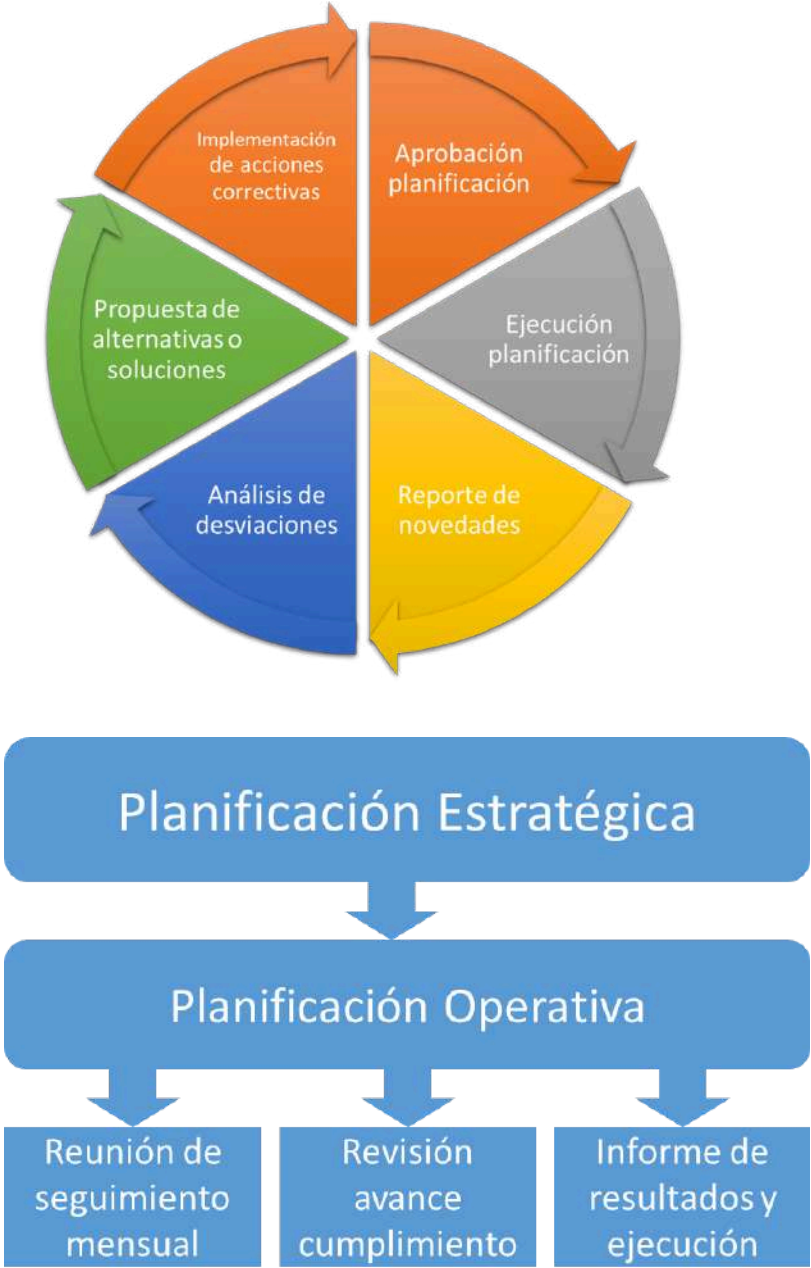 Implementación
de acciones
correctivas
Aprobación
planificación
Ejecución
planificación
Reporte de
novedades
Análisis de
desviaciones
Propuesta de
alternativas o
soluciones
Planificación Estratégica
Planificación Operativa
Reunión de
seguimiento
mensual
Revisión
avance
cumplimiento
Informe de
resultados y
ejecución